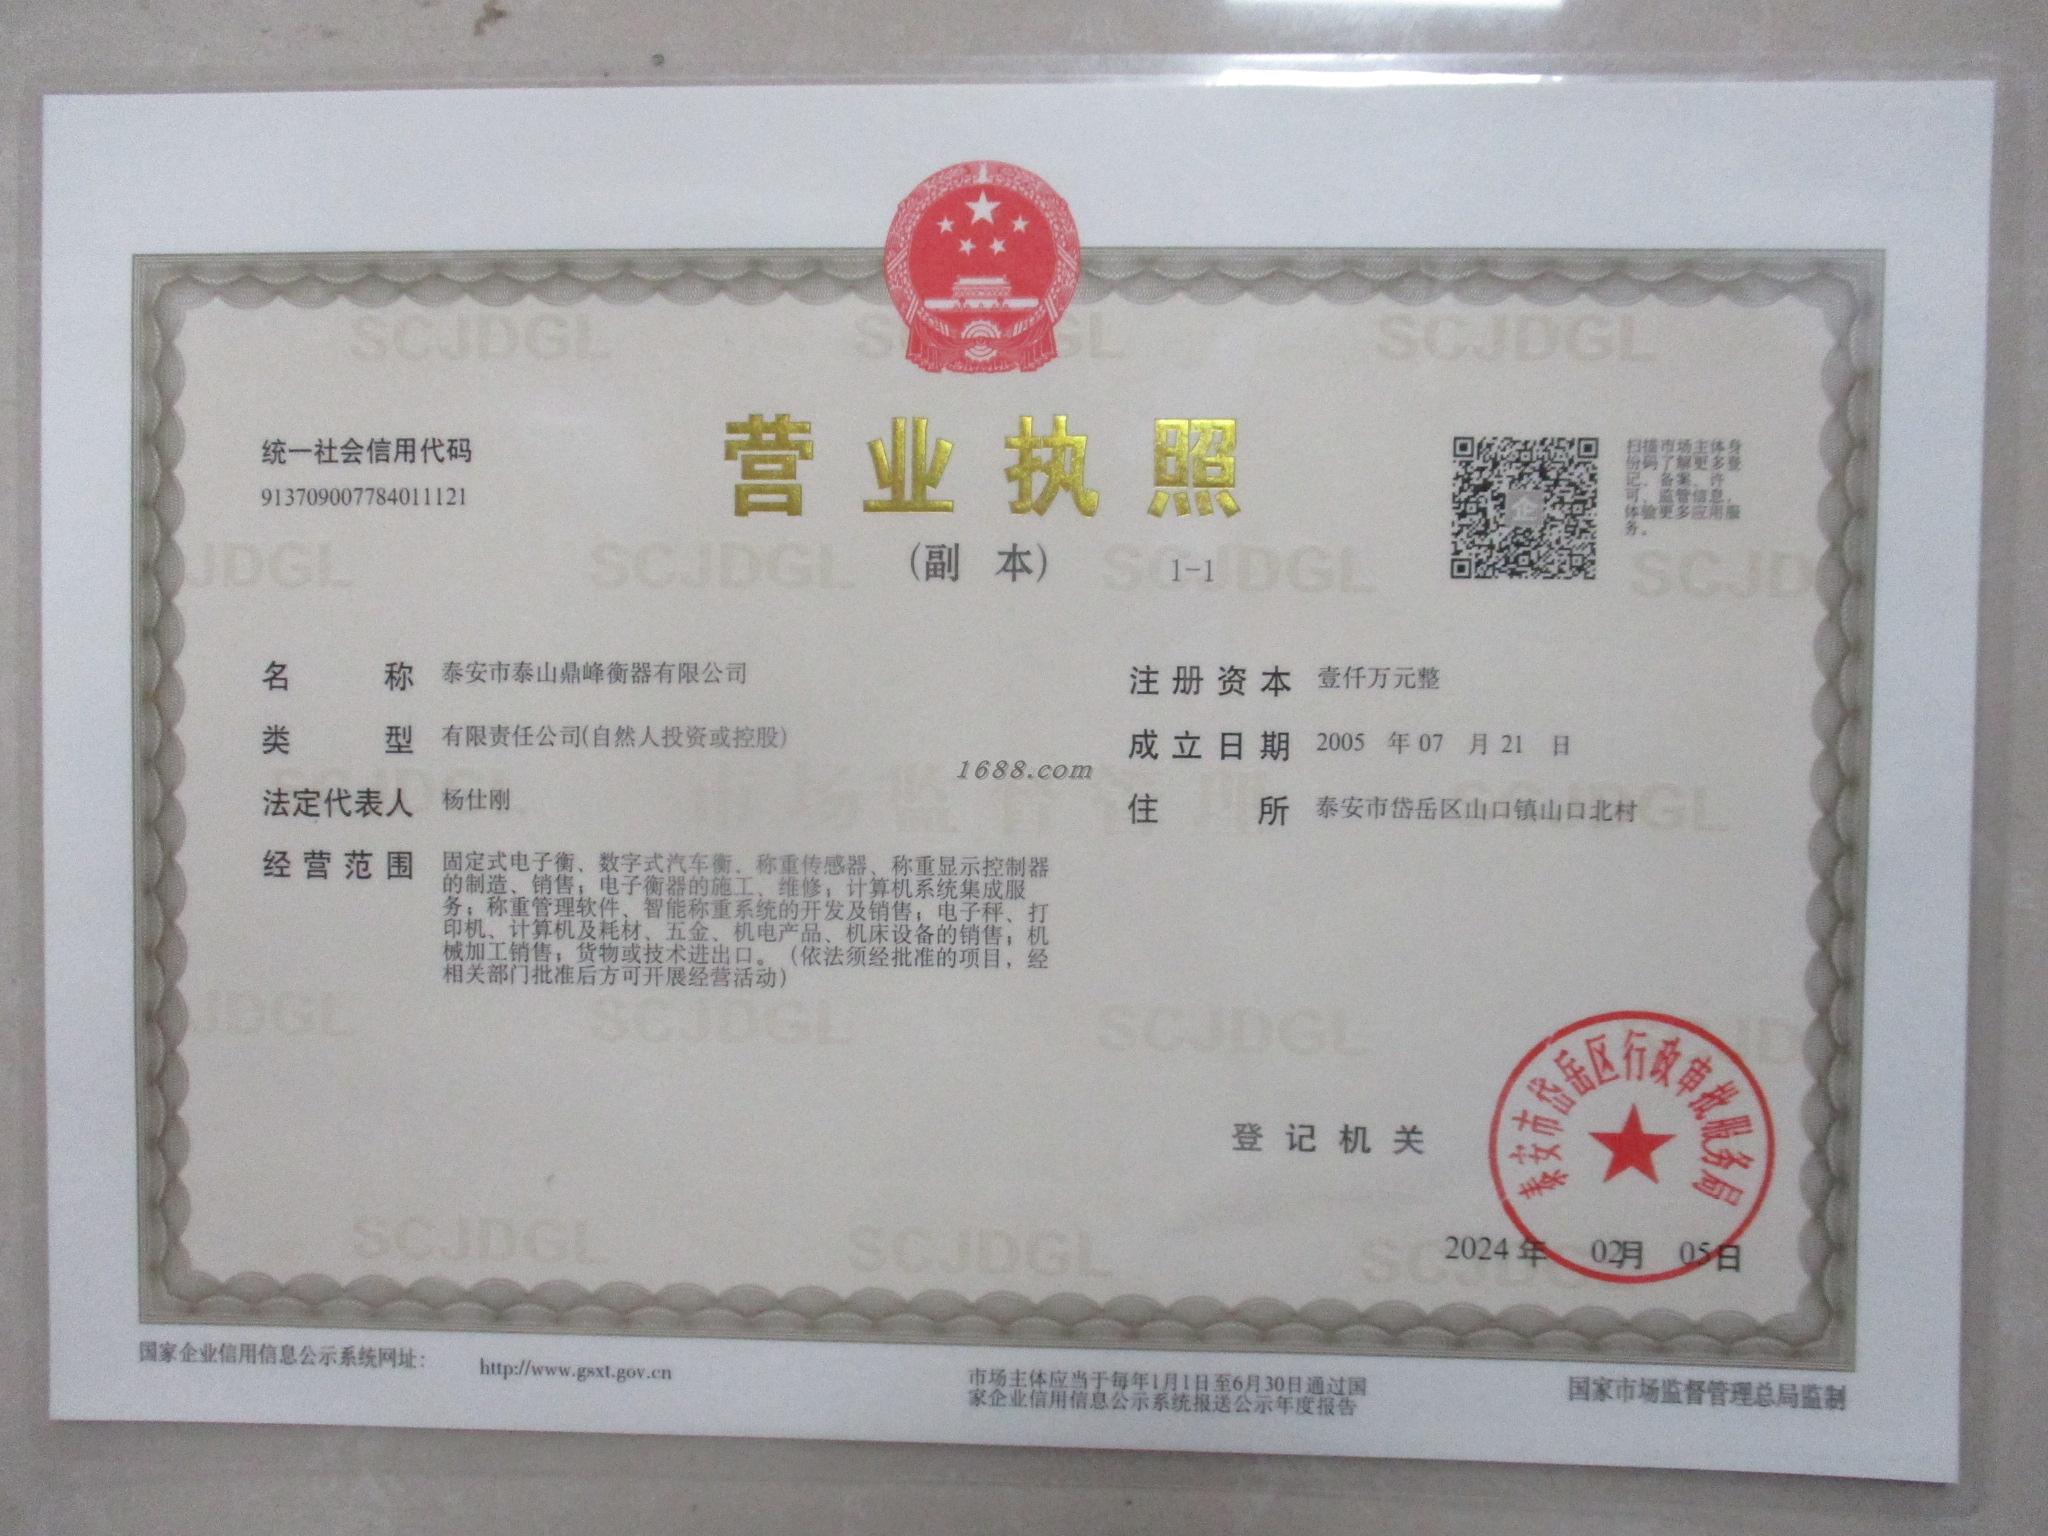 统一社会信用代码
913709007784011121
营业执照
(副 本) 1-1
扫描市场主体身
份码了解更多登
记、备案、许
可、监管信息，
体验更多应用服
务。
名 称 泰安市泰山鼎峰衡器有限公司
类 型 有限责任公司(自然人投资或控股)
法定代表人 杨仕刚
经营范围 固定式电子衡、数字式汽车衡、称重传感器、称重显示控制器
的制造、销售；电子衡器的施工、维修；计算机系统集成服
务；称重管理软件、智能称重系统的开发及销售；电子秤、打
印机、计算机及耗材、五金、机电产品、机床设备的销售；机
械加工销售；货物或技术进出口。（依法须经批准的项目，经
相关部门批准后方可开展经营活动）
注册资本 壹仟万元整
成立日期 2005 年 07 月 21 日
住 所 泰安市岱岳区山口镇山口北村
1688.com
登记机关
泰安市岱岳区行政审批服务局
2024 年 02月 05日
国家企业信用信息公示系统网址： http://www.gsxt.gov.cn
市场主体应当于每年1月1日至6月30日通过国
家企业信用信息公示系统报送公示年度报告
国家市场监督管理总局监制
SCJDGL